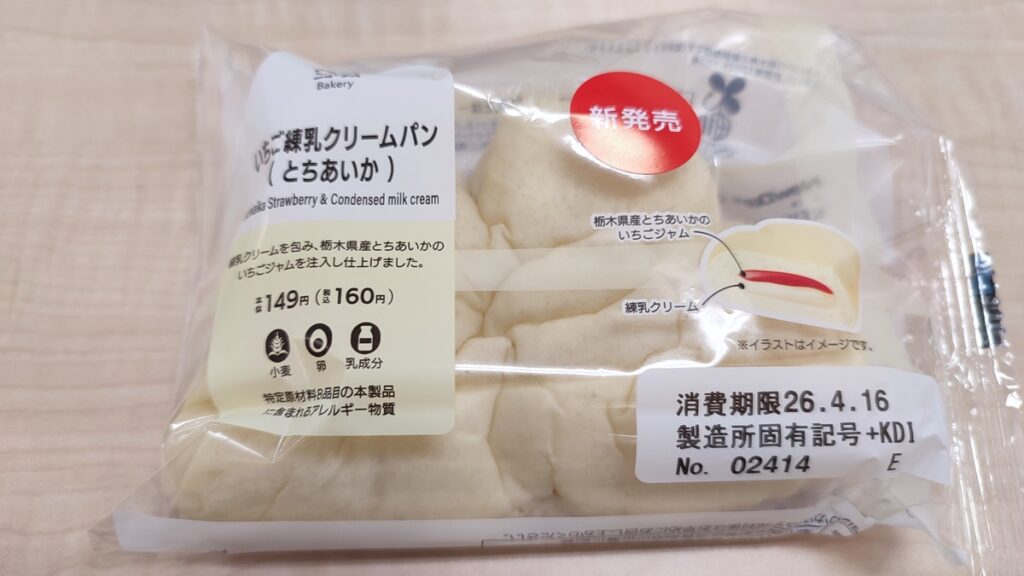 Bakery
いちご練乳クリームパン
(とちあいか)
Strawberry & Condensed milk cream
練乳クリームを包み、栃木県産とちあいかの
いちごジャムを注入し仕上げました。
本体149円(税込160円)
小麦 卵 乳成分
特定原材料8品目の本製品
に含まれるアレルギー物質
新発売
栃木県産とちあいかの
いちごジャム
練乳クリーム
※イラストはイメージです。
消費期限26.4.16
製造所固有記号+KDI
No. 02414 E